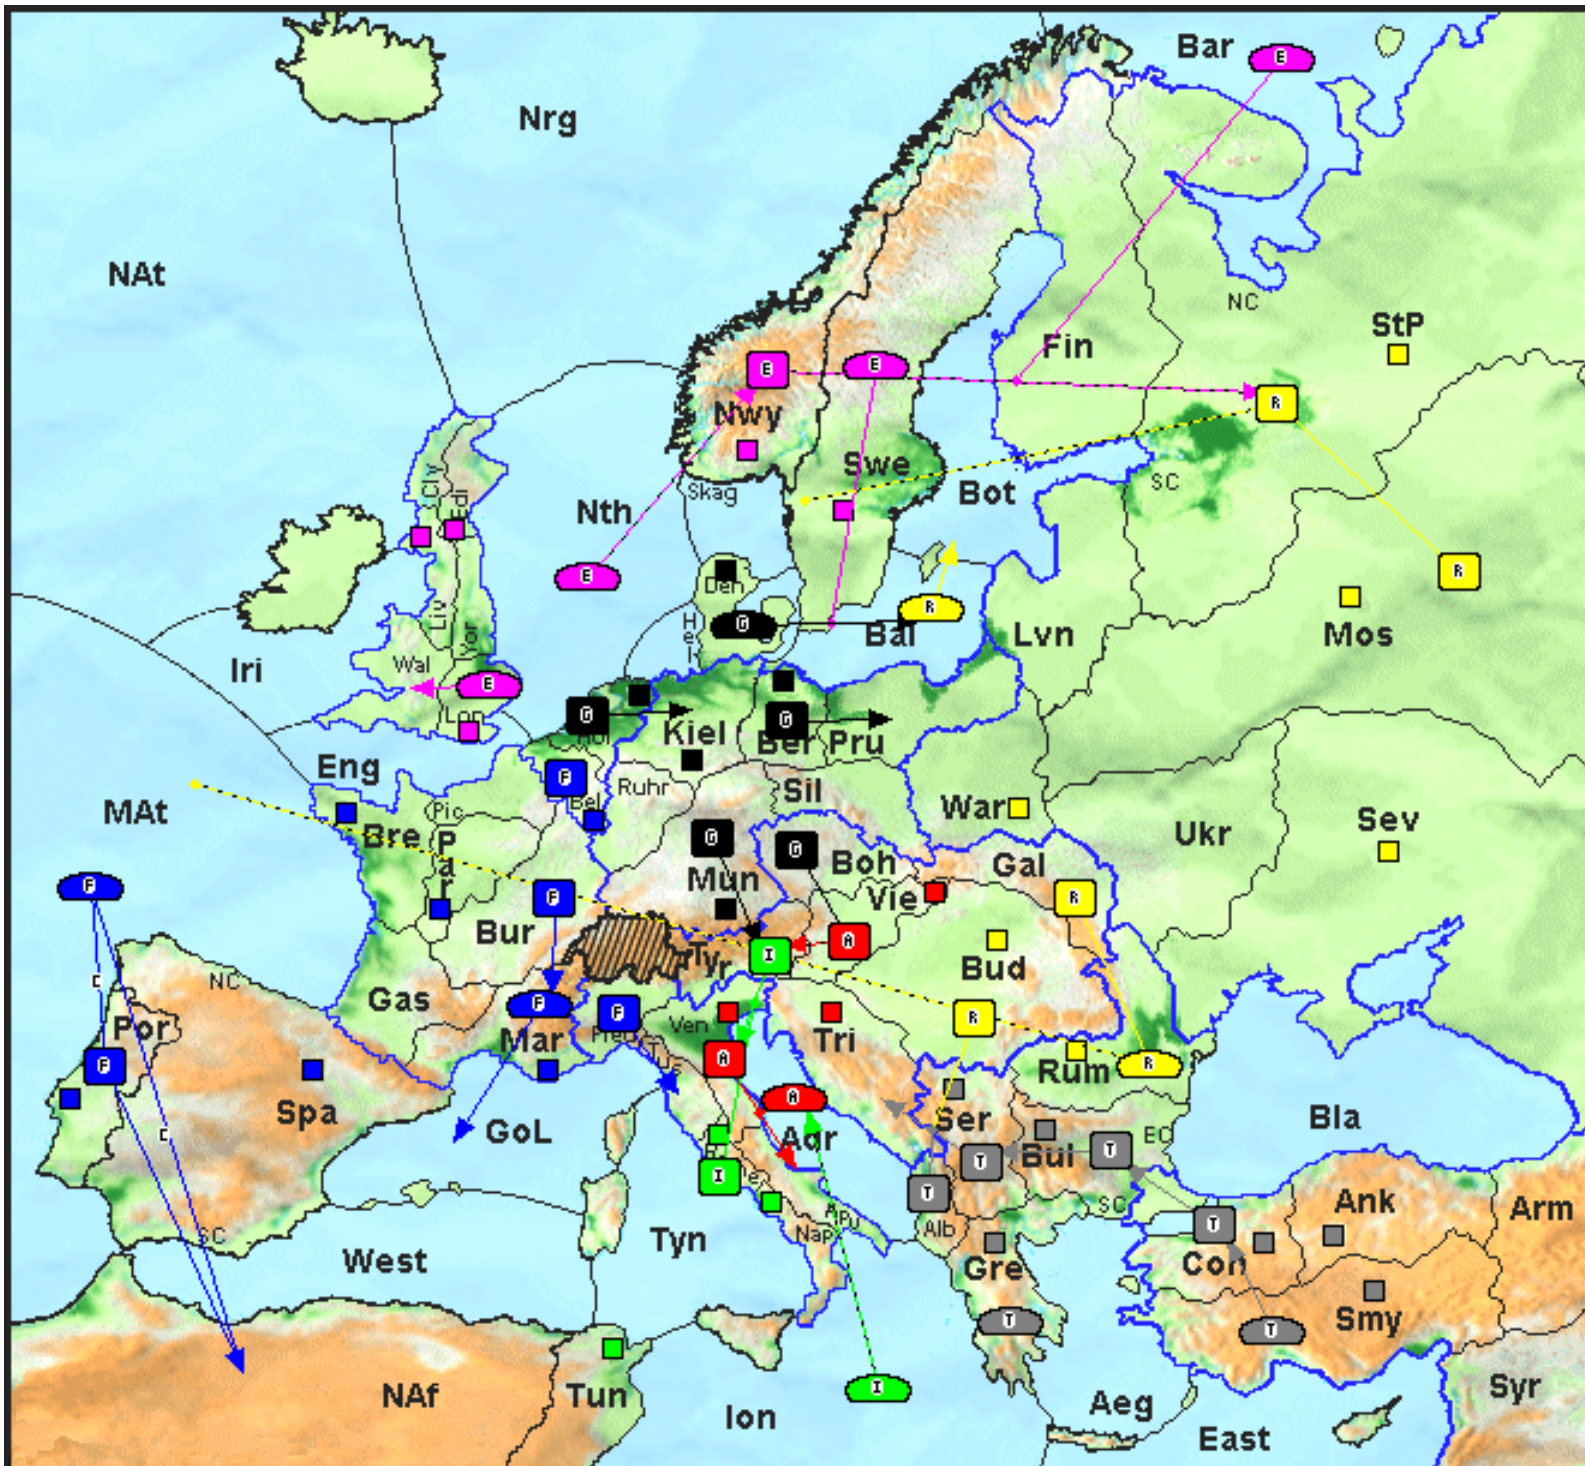 Bar
E
Nrg
NAt
NC
StP
Fin
E
E
R
Nwy
Swe
Skag
Bot
SC
Nth
Cly
Edi
E
Den
R
R
G
Hel
Bal
Lvn
Mos
Liv
Yor
Iri
Wal
E
Lon
G
Hol
Kiel
G
Ber
Pru
Eng
F
Bel
Ruhr
Sil
War
MAt
Pic
Bre
Par
Ukr
Sev
G
G
Boh
Mun
Gal
Vie
F
F
R
Bur
A
Tyr
I
Bud
NC
C
Gas
F
F
R
Por
Mar
Pied
Ven
Tri
Tus
A
R
Rum
F
Spa
GoL
A
Ser
Bla
C
Adr
Bul
T
EC
T
I
T
SC
Ank
Arm
SC
West
Tyn
Nap
Apu
Alb
Gre
T
Con
Smy
T
T
NAf
Tun
I
Ion
Aeg
Syr
East